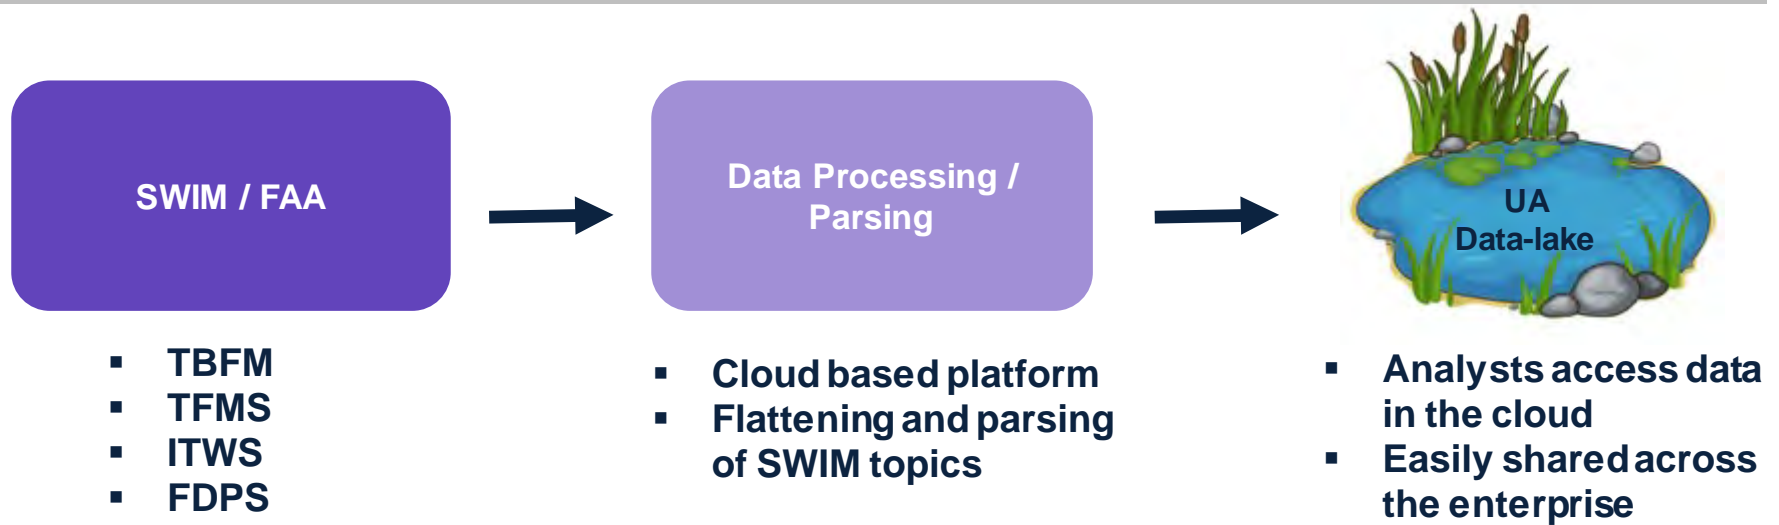 SWIM / FAA
TBFM
TFMS
ITWS
FDPS
Data Processing /
Parsing
Cloud based platform
Flattening and parsing
of SWIM topics
UA
Data-lake
Analysts access data
in the cloud
Easily shared across
the enterprise